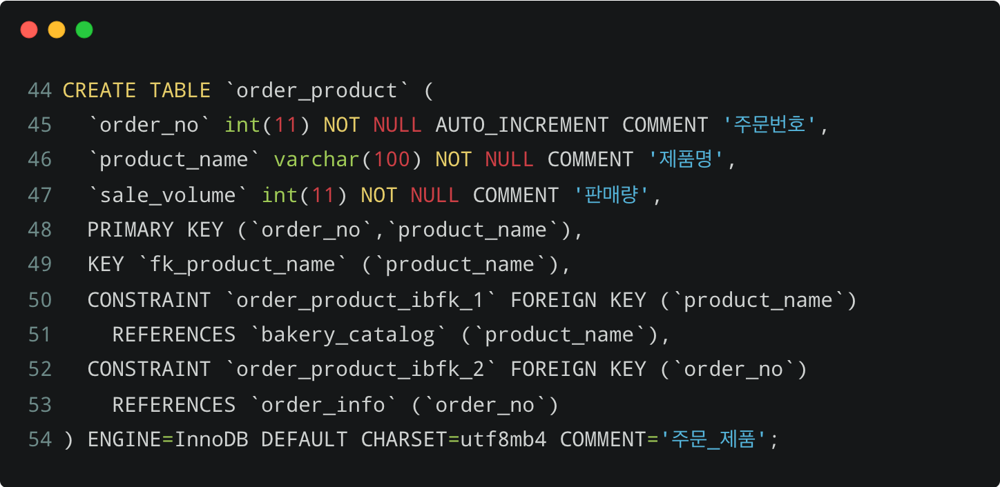 44 CREATE TABLE `order_product` (
45   `order_no` int(11) NOT NULL AUTO_INCREMENT COMMENT '주문번호',
46   `product_name` varchar(100) NOT NULL COMMENT '제품명',
47   `sale_volume` int(11) NOT NULL COMMENT '판매량',
48   PRIMARY KEY (`order_no`,`product_name`),
49   KEY `fk_product_name` (`product_name`),
50   CONSTRAINT `order_product_ibfk_1` FOREIGN KEY (`product_name`)
51     REFERENCES `bakery_catalog` (`product_name`),
52   CONSTRAINT `order_product_ibfk_2` FOREIGN KEY (`order_no`)
53     REFERENCES `order_info` (`order_no`)
54 ) ENGINE=InnoDB DEFAULT CHARSET=utf8mb4 COMMENT='주문_제품';